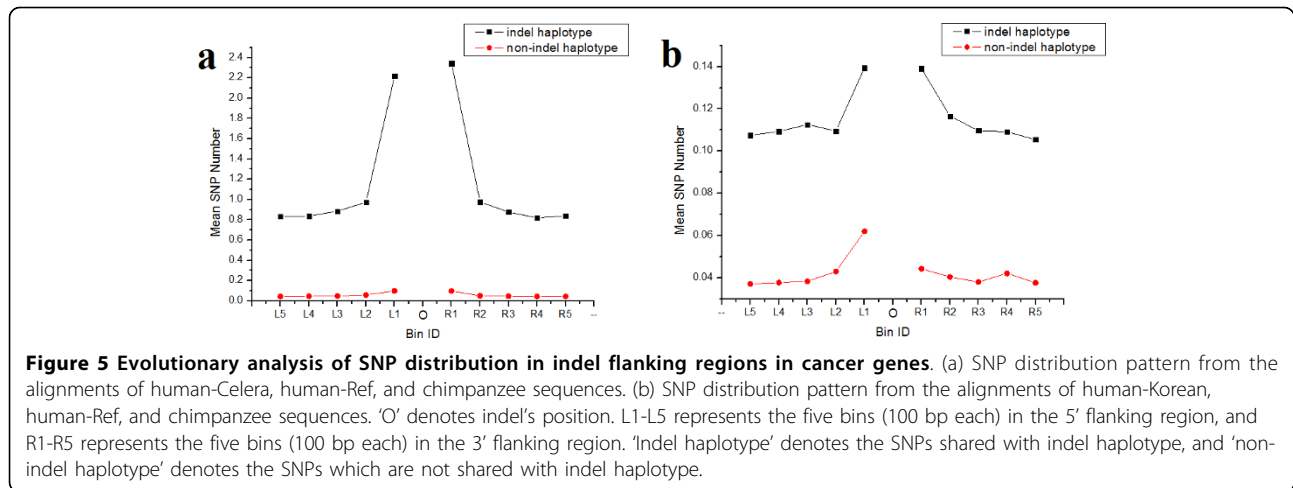 a
indel haplotype
non-indel haplotype
Mean SNP Number
2.4
2.2
2.0
1.8
1.6
1.4
1.2
1.0
0.8
0.6
0.4
0.2
0.0
-- L5 L4 L3 L2 L1 O R1 R2 R3 R4 R5 --
Bin ID
b
indel haplotype
non-indel haplotype
Mean SNP Number
0.14
0.12
0.10
0.08
0.06
0.04
-- L5 L4 L3 L2 L1 O R1 R2 R3 R4 R5 --
Bin ID
Figure 5 Evolutionary analysis of SNP distribution in indel flanking regions in cancer genes. (a) SNP distribution pattern from the
alignments of human-Celera, human-Ref, and chimpanzee sequences. (b) SNP distribution pattern from the alignments of human-Korean,
human-Ref, and chimpanzee sequences. ‘O’ denotes indel’s position. L1-L5 represents the five bins (100 bp each) in the 5’ flanking region, and
R1-R5 represents the five bins (100 bp each) in the 3’ flanking region. ‘Indel haplotype’ denotes the SNPs shared with indel haplotype, and ‘non-
indel haplotype’ denotes the SNPs which are not shared with indel haplotype.